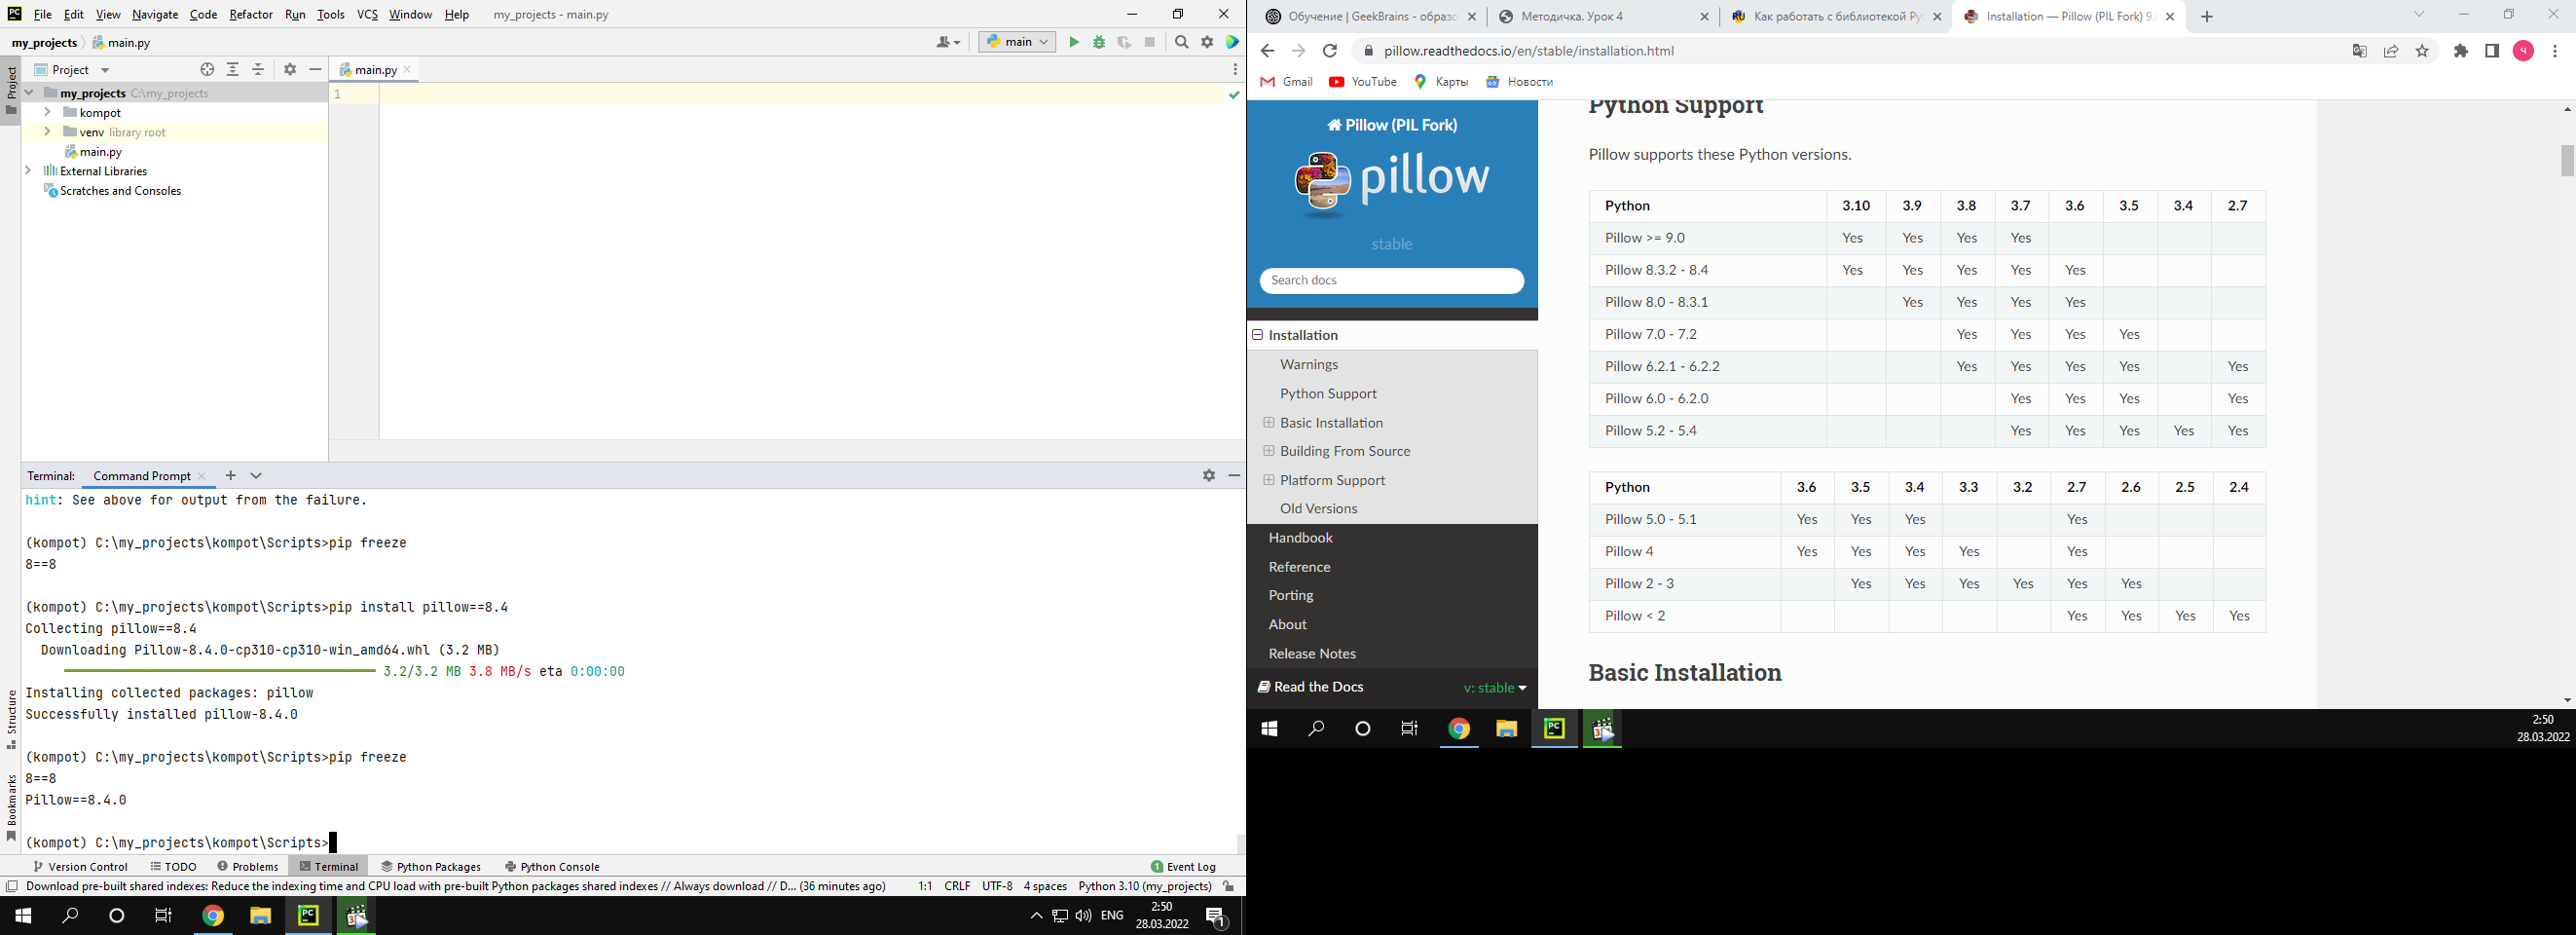 File Edit View Navigate Code Refactor Run Tools VCS Window Help my_projects - main.py
my_projects main.py
main
Project
main.py
my_projects C:\my_projects
kompot
venv library root
main.py
External Libraries
Scratches and Consoles
Project
1
Terminal: Command Prompt
hint: See above for output from the failure.
(kompot) C:\my_projects\kompot\Scripts>pip freeze
8==8
(kompot) C:\my_projects\kompot\Scripts>pip install pillow==8.4
Collecting pillow==8.4
Downloading Pillow-8.4.0-cp310-cp310-win_amd64.whl (3.2 MB)
3.2/3.2 MB 3.8 MB/s eta 0:00:00
Installing collected packages: pillow
Successfully installed pillow-8.4.0
(kompot) C:\my_projects\kompot\Scripts>pip freeze
8==8
Pillow==8.4.0
(kompot) C:\my_projects\kompot\Scripts>
Structure
Bookmarks
Version Control TODO Problems Terminal Python Packages Python Console 1 Event Log
Download pre-built shared indexes: Reduce the indexing time and CPU load with pre-built Python packages shared indexes // Always download // D... (36 minutes ago) 1:1 CRLF UTF-8 4 spaces Python 3.10 (my_projects)
ENG
2:50
28.03.2022
1
Обучение | GeekBrains - образо
Методичка. Урок 4
Как работать с библиотекой Py
Installation — Pillow (PIL Fork) 9.
pillow.readthedocs.io/en/stable/installation.html
Ч
Gmail YouTube Карты Новости
Pillow (PIL Fork)
pillow
stable
Search docs
Installation
Warnings
Python Support
Basic Installation
Building From Source
Platform Support
Old Versions
Handbook
Reference
Porting
About
Release Notes
Read the Docs v: stable
Python Support
Pillow supports these Python versions.
Python 3.10 3.9 3.8 3.7 3.6 3.5 3.4 2.7
Pillow >= 9.0 Yes Yes Yes Yes
Pillow 8.3.2 - 8.4 Yes Yes Yes Yes Yes
Pillow 8.0 - 8.3.1 Yes Yes Yes Yes
Pillow 7.0 - 7.2 Yes Yes Yes Yes
Pillow 6.2.1 - 6.2.2 Yes Yes Yes Yes Yes
Pillow 6.0 - 6.2.0 Yes Yes Yes Yes
Pillow 5.2 - 5.4 Yes Yes Yes Yes Yes
Python 3.6 3.5 3.4 3.3 3.2 2.7 2.6 2.5 2.4
Pillow 5.0 - 5.1 Yes Yes Yes Yes
Pillow 4 Yes Yes Yes Yes Yes
Pillow 2 - 3 Yes Yes Yes Yes Yes Yes
Pillow < 2 Yes Yes Yes Yes
Basic Installation
2:50
28.03.2022